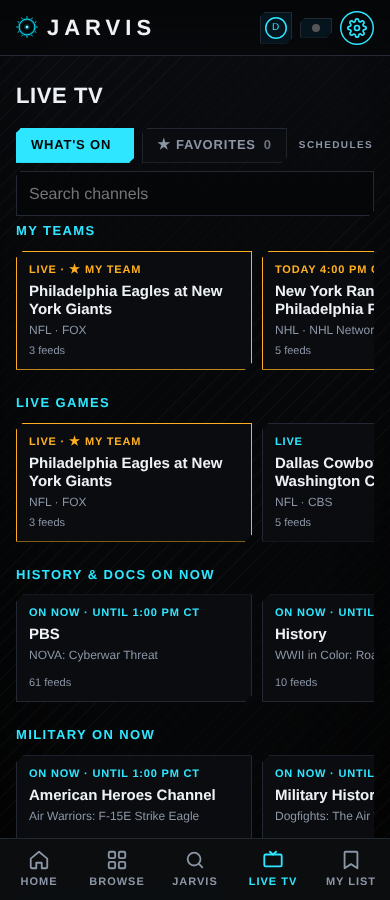 JARVIS
D
LIVE TV
WHAT'S ON
★ FAVORITES 0
SCHEDULES
Search channels
MY TEAMS
LIVE · ★ MY TEAM
Philadelphia Eagles at New
York Giants
NFL · FOX
3 feeds
TODAY 4:00 PM
New York Ran
Philadelphia
NHL · NHL Networ
5 feeds
LIVE GAMES
LIVE · ★ MY TEAM
Philadelphia Eagles at New
York Giants
NFL · FOX
3 feeds
LIVE
Dallas Cowbo
Washington C
NFL · CBS
5 feeds
HISTORY & DOCS ON NOW
ON NOW · UNTIL 1:00 PM CT
PBS
NOVA: Cyberwar Threat
61 feeds
ON NOW · UNTIL
History
WWII in Color: Roa
10 feeds
MILITARY ON NOW
ON NOW · UNTIL 1:00 PM CT
American Heroes Channel
Air Warriors: F-15E Strike Eagle
ON NOW · UNTIL
Military Histor
Dogfights: The Air
HOME
BROWSE
JARVIS
LIVE TV
MY LIST